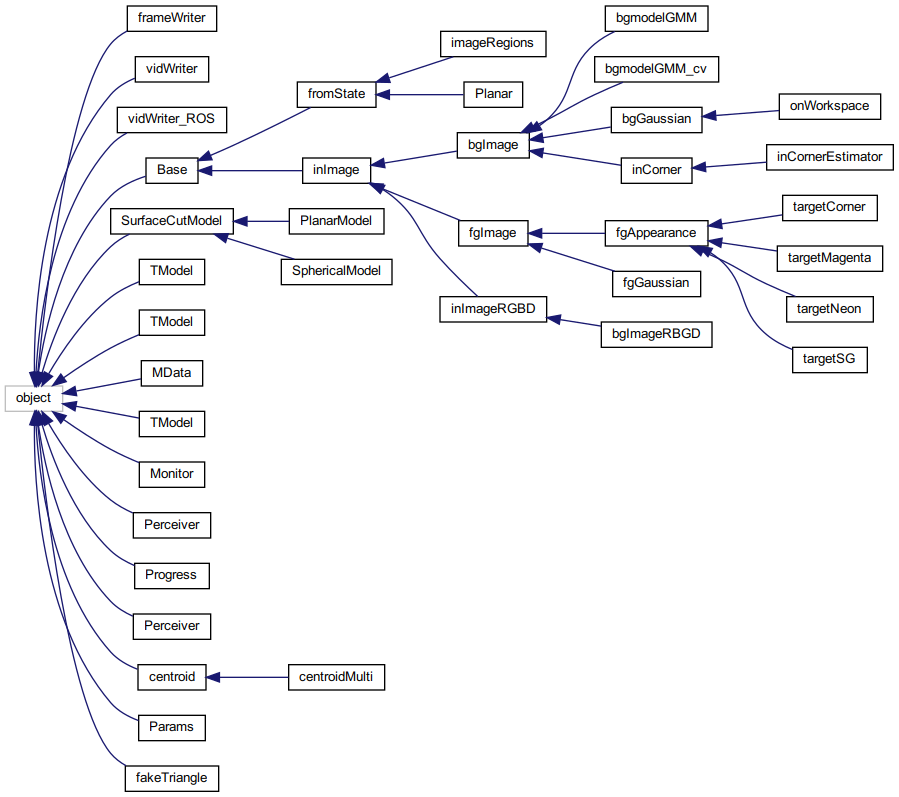 frameWriter
vidWriter
vidWriter_ROS
Base
fromState
imageRegions
Planar
inImage
bgImage
bgmodelGMM
bgmodelGMM_cv
bgGaussian
onWorkspace
inCorner
inCornerEstimator
fgImage
fgAppearance
targetCorner
targetMagenta
targetNeon
targetSG
fgGaussian
inImageRGBD
bgImageRBGD
SurfaceCutModel
PlanarModel
SphericalModel
TModel
TModel
MData
object
TModel
Monitor
Perceiver
Progress
Perceiver
centroid
centroidMulti
Params
fakeTriangle